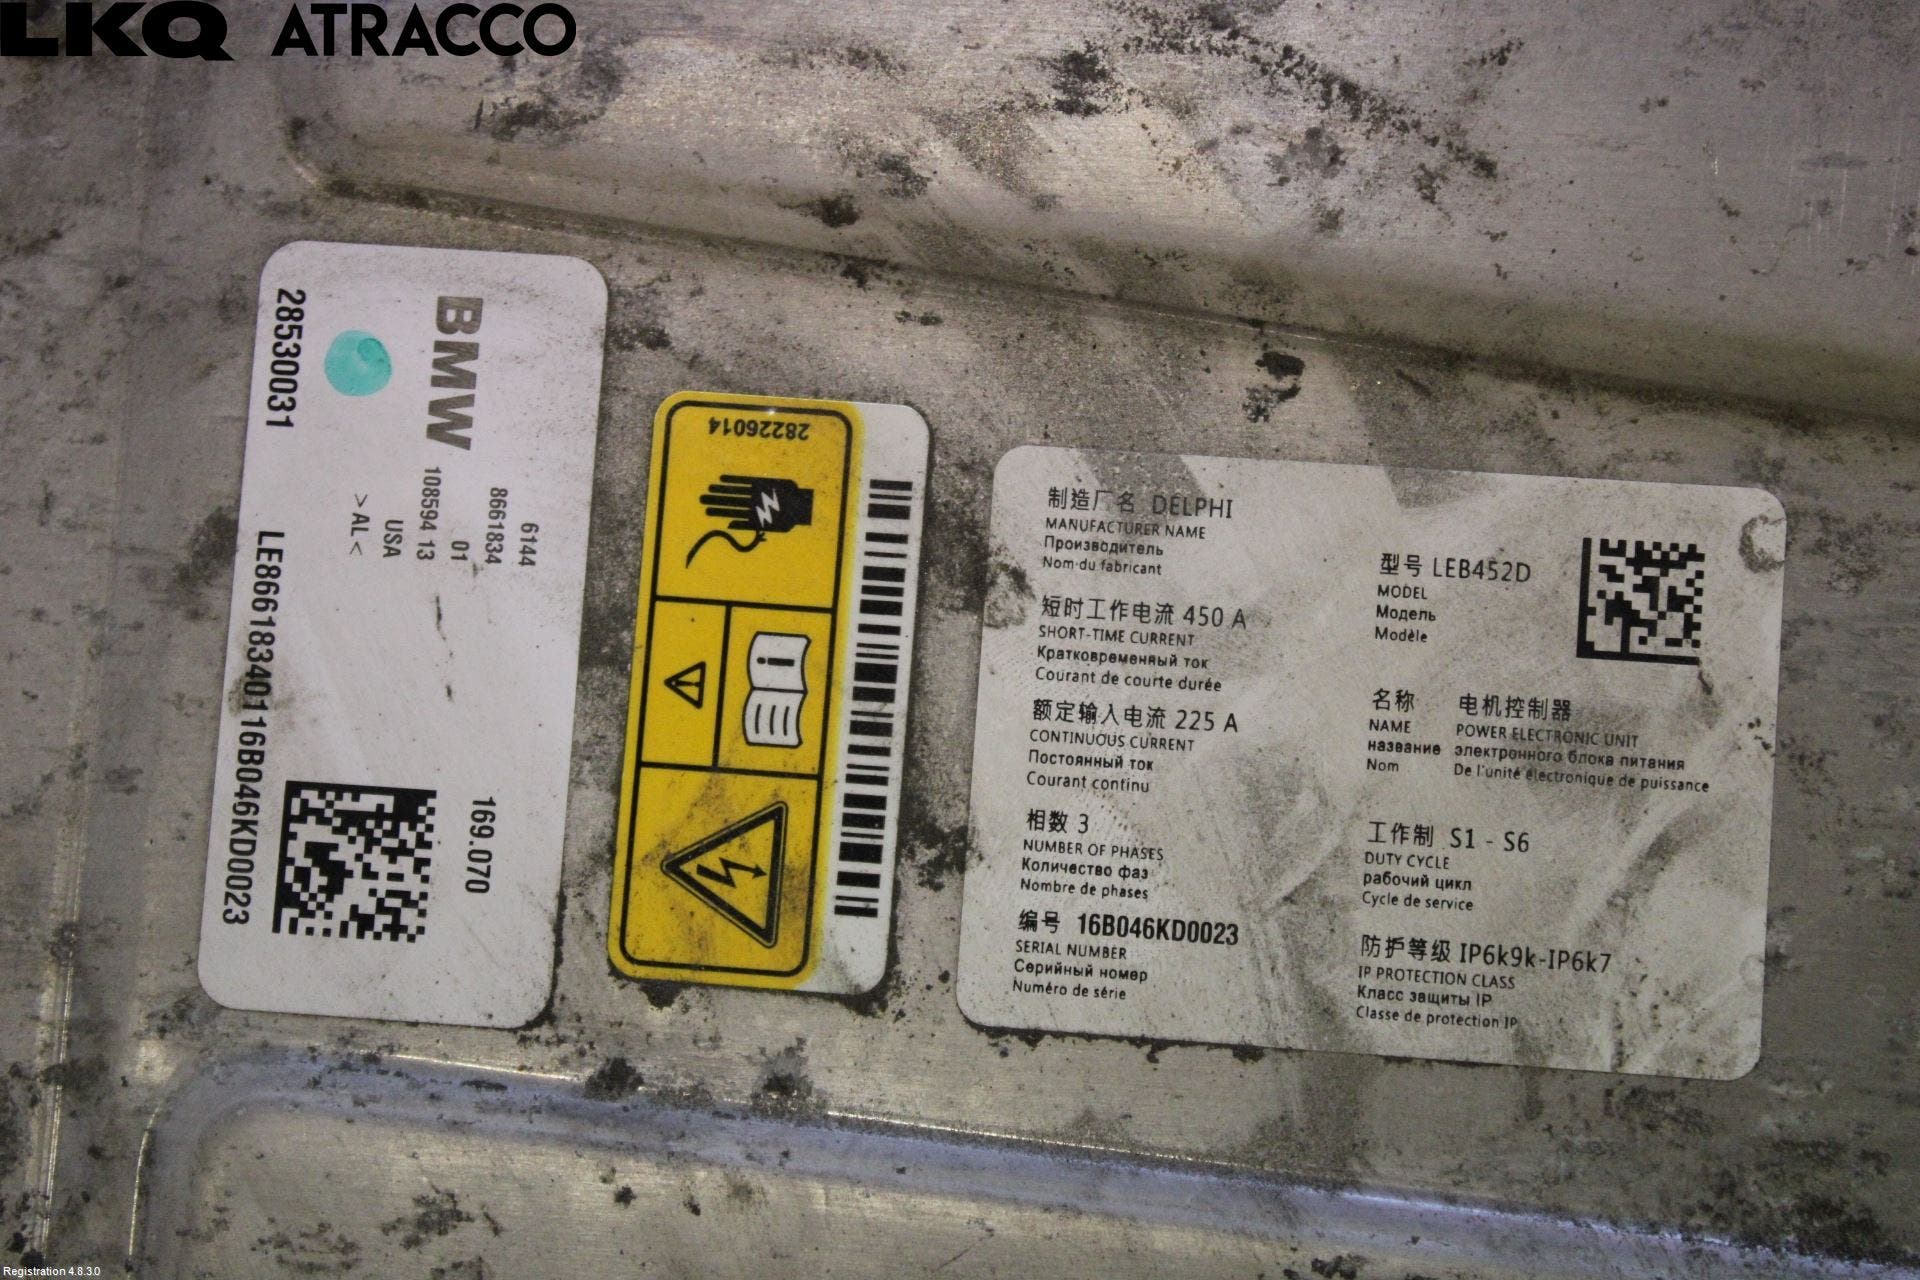 LKQ ATRACCO
28530031
BMW
6144
8661834
01
108594 13
USA
>AL<
LE86618340116B046KD0023
169.070
28226014
制造厂名 DELPHI
MANUFACTURER NAME
Производитель
Nom du fabricant
短时工作电流 450 A
SHORT-TIME CURRENT
Кратковременный ток
Courant de courte durée
额定输入电流 225 A
CONTINUOUS CURRENT
Постоянный ток
Courant continu
相数 3
NUMBER OF PHASES
Количество фаз
Nombre de phases
编号 16B046KD0023
SERIAL NUMBER
Серийный номер
Numéro de série
型号 LEB452D
MODEL
Модель
Modèle
名称 电机控制器
NAME POWER ELECTRONIC UNIT
название электронного блока питания
Nom De l'unité électronique de puissance
工作制 S1 - S6
DUTY CYCLE
рабочий цикл
Cycle de service
防护等级 IP6k9k-IP6k7
IP PROTECTION CLASS
Класс защиты IP
Classe de protection IP
Registration 4.8.3.0